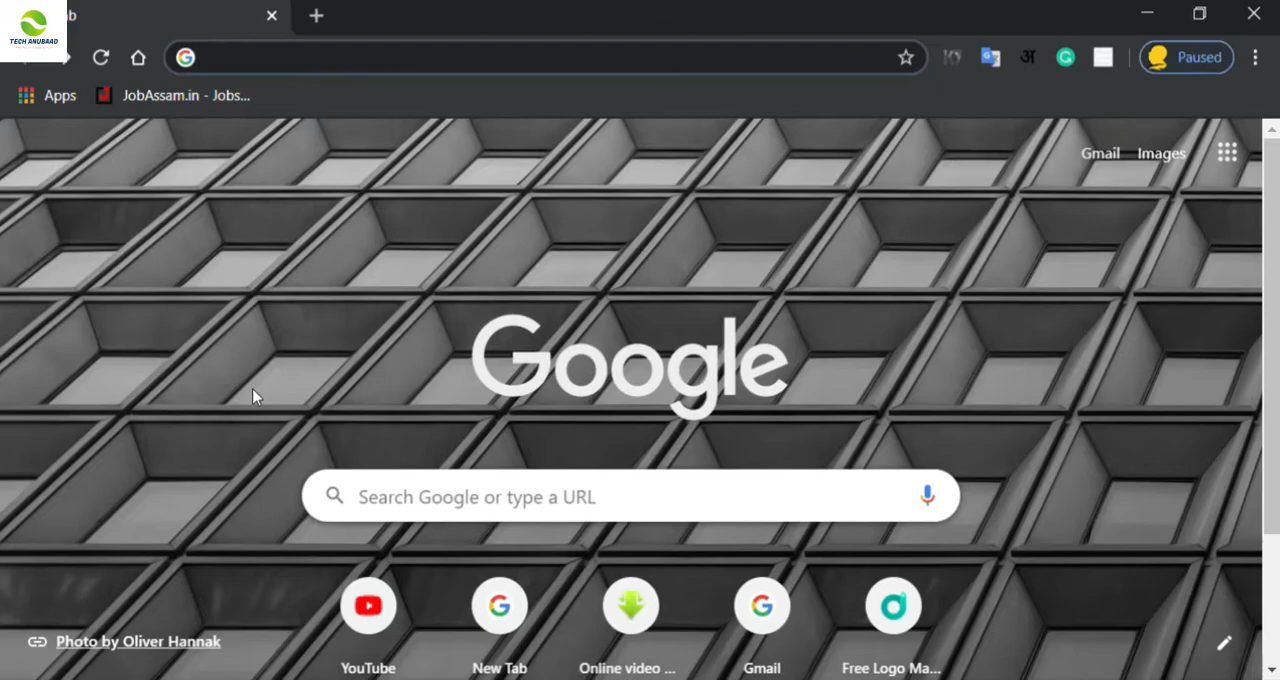 TECH ANUBAAD
Paused
Apps
JobAssam.in - Jobs...
Gmail
Images
अ
Google
Search Google or type a URL
Photo by Oliver Hannak
YouTube
New Tab
Online video ...
Gmail
Free Logo Ma...